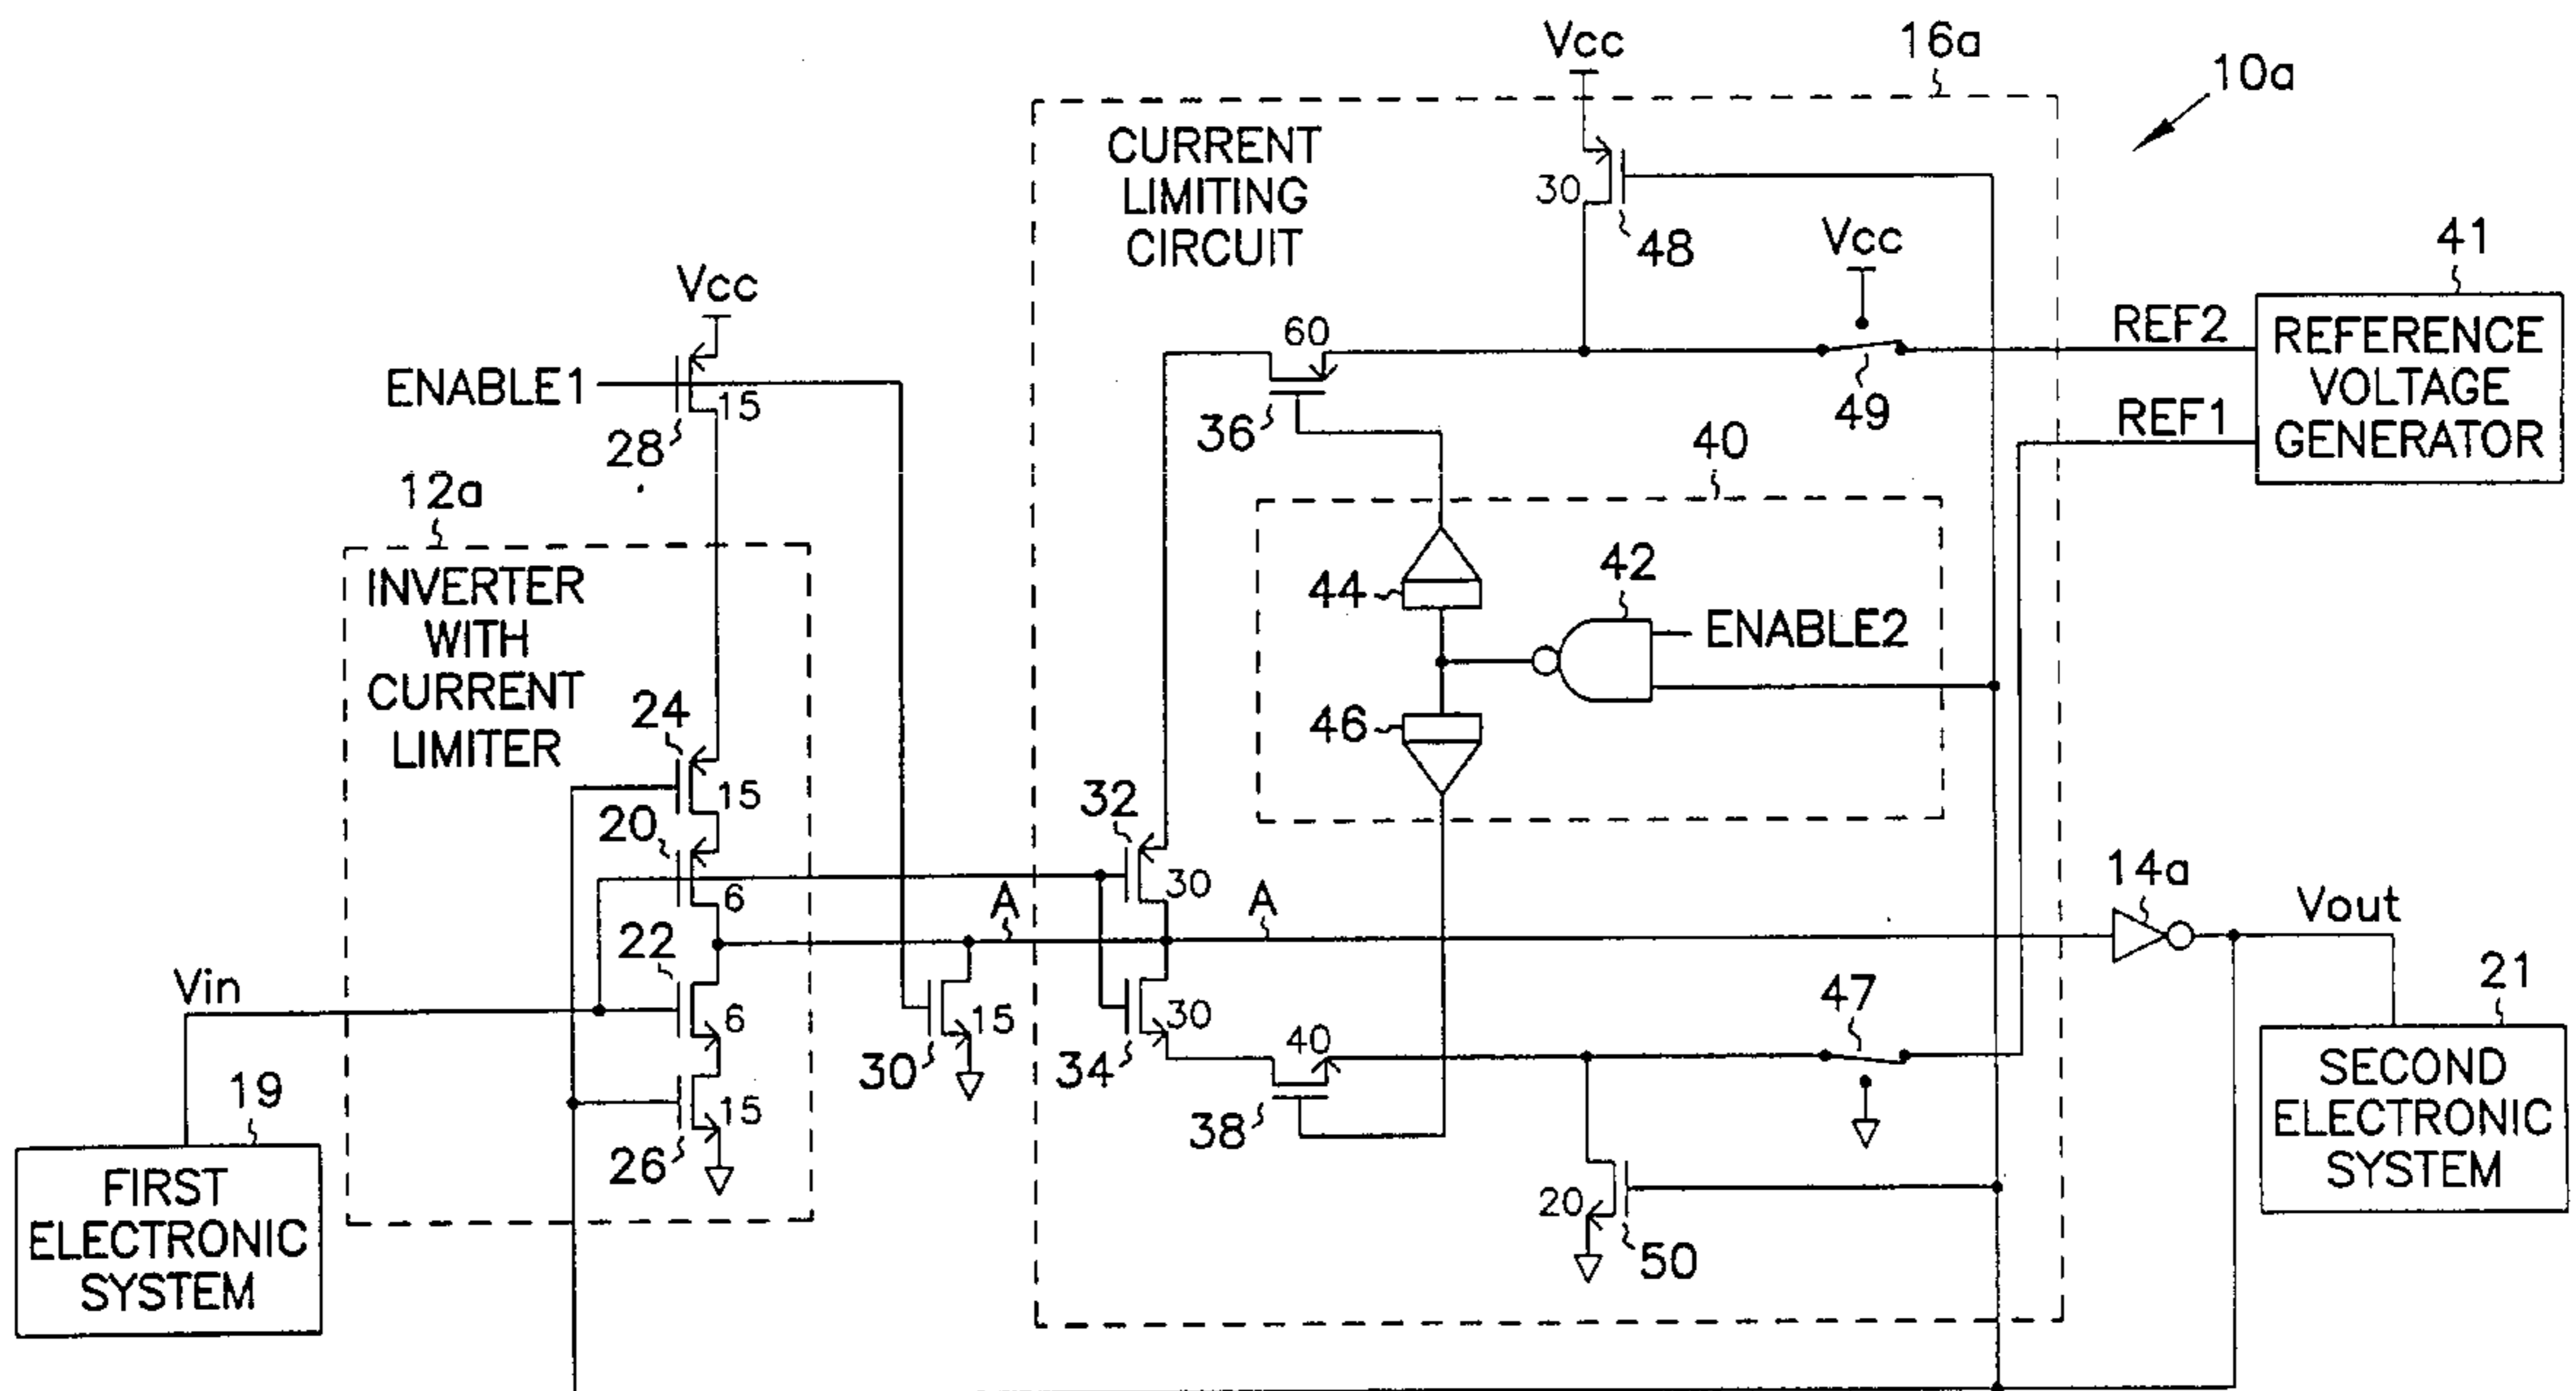 Vcc
16a
10a
CURRENT
LIMITING
CIRCUIT
30
48
Vcc
41
Vcc
ENABLE1
15
28
60
36
49
REF2
REF1
REFERENCE
VOLTAGE
GENERATOR
40
12a
INVERTER
WITH
CURRENT
LIMITER
44
42
ENABLE2
46
24
15
20
6
32
30
A
A
14a
Vout
22
6
Vin
30
15
34
30
40
38
47
21
SECOND
ELECTRONIC
SYSTEM
19
FIRST
ELECTRONIC
SYSTEM
26
15
20
50